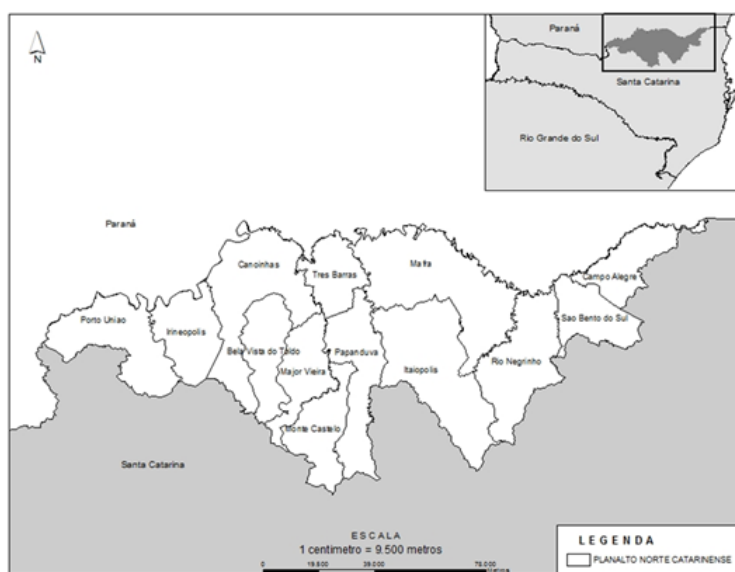 N
Paraná
Santa Catarina
Rio Grande do Sul
Paraná
Canoinhas
Tres Barras
Mafra
Campo Alegre
Porto Uniao
Irineopolis
Sao Bento do Sul
Bela Vista do Toldo
Papanduva
Major Vieira
Itaiopolis
Rio Negrinho
Monte Castelo
Santa Catarina
ESCALA
1 centímetro = 9.500 metros
0
LEGENDA
PLANALTO NORTE CATARINENSE